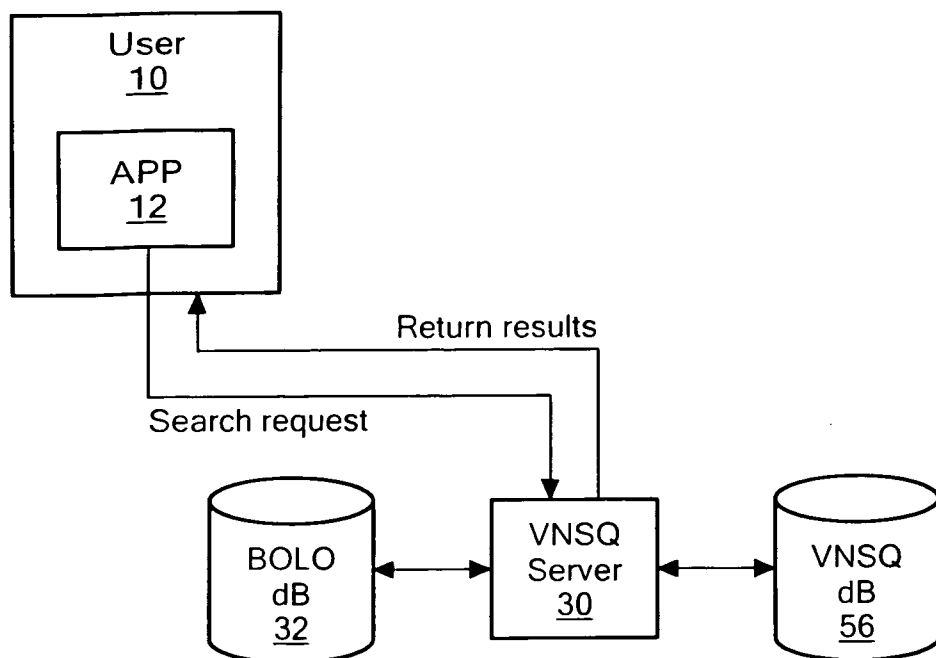 User
10
APP
12
Return results
Search request
BOLO
dB
32
VNSQ
Server
30
VNSQ
dB
56